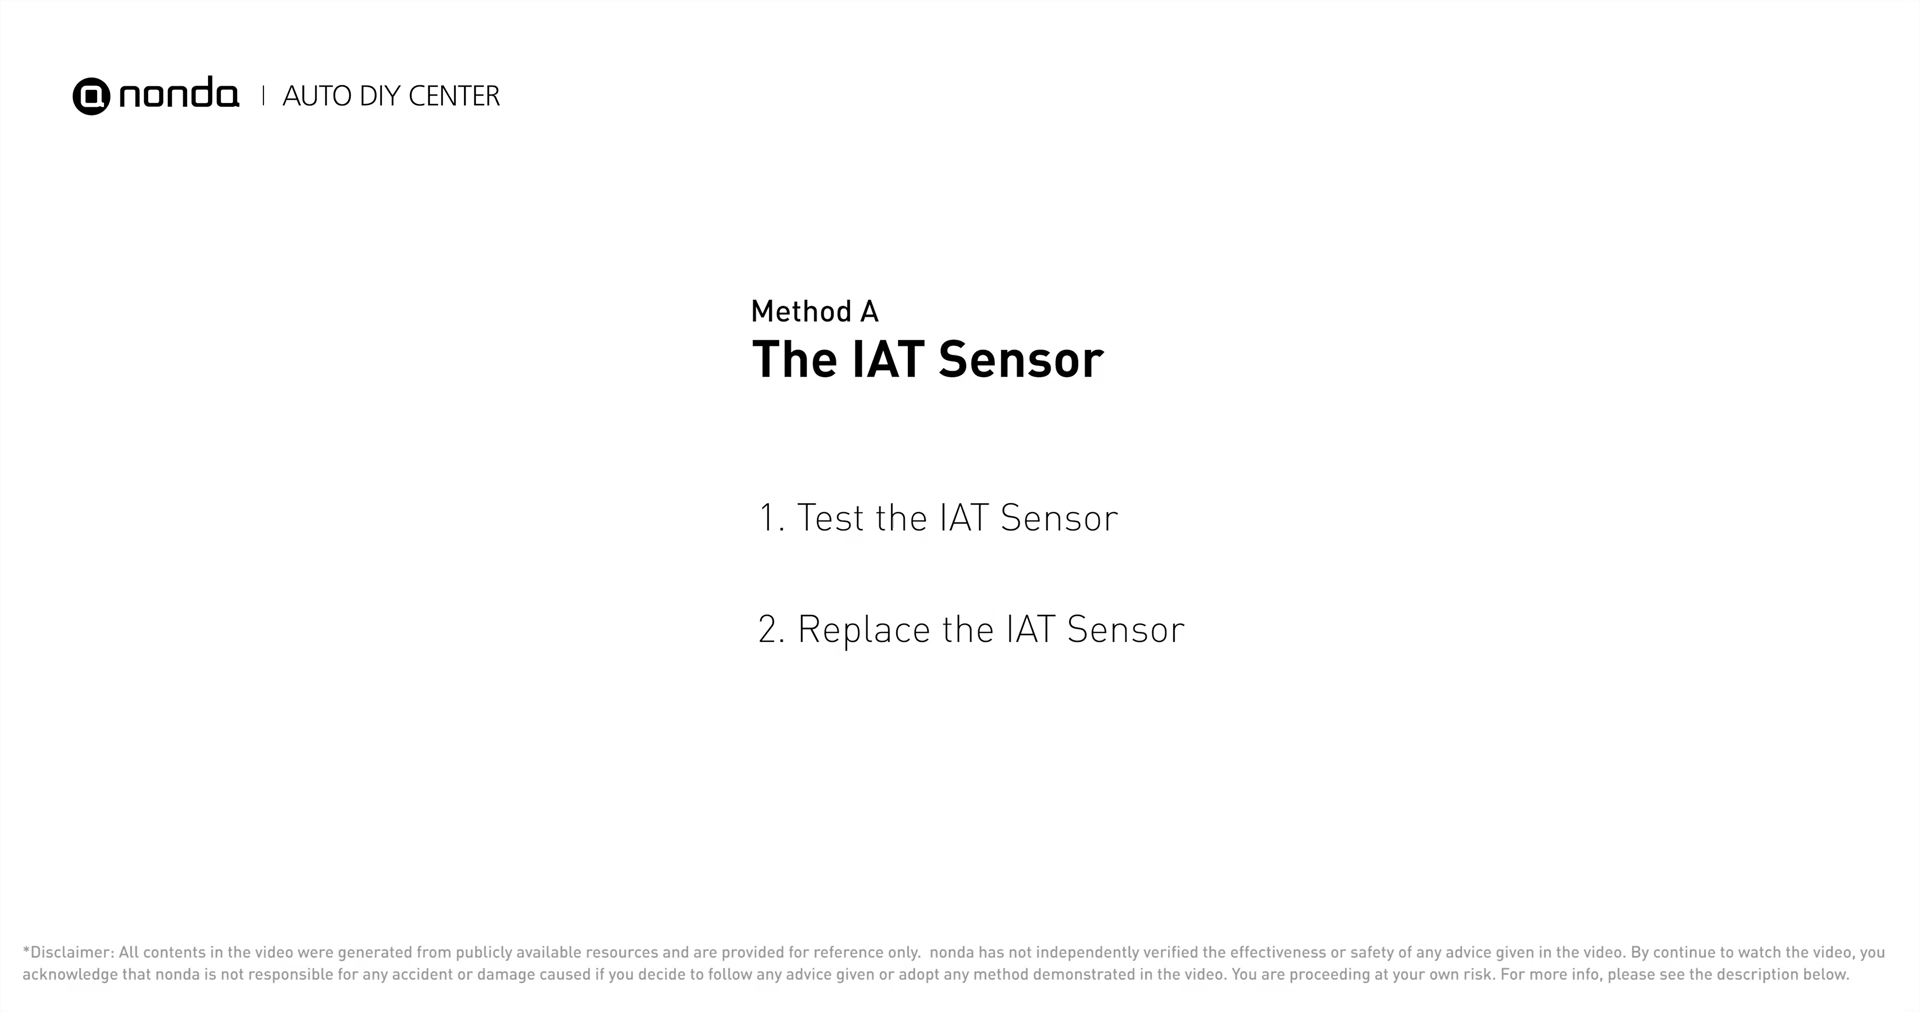 nonda | AUTO DIY CENTER
Method A
The IAT Sensor
1. Test the IAT Sensor
2. Replace the IAT Sensor
*Disclaimer: All contents in the video were generated from publicly available resources and are provided for reference only.  nonda has not independently verified the effectiveness or safety of any advice given in the video. By continue to watch the video, you
acknowledge that nonda is not responsible for any accident or damage caused if you decide to follow any advice given or adopt any method demonstrated in the video. You are proceeding at your own risk. For more info, please see the description below.